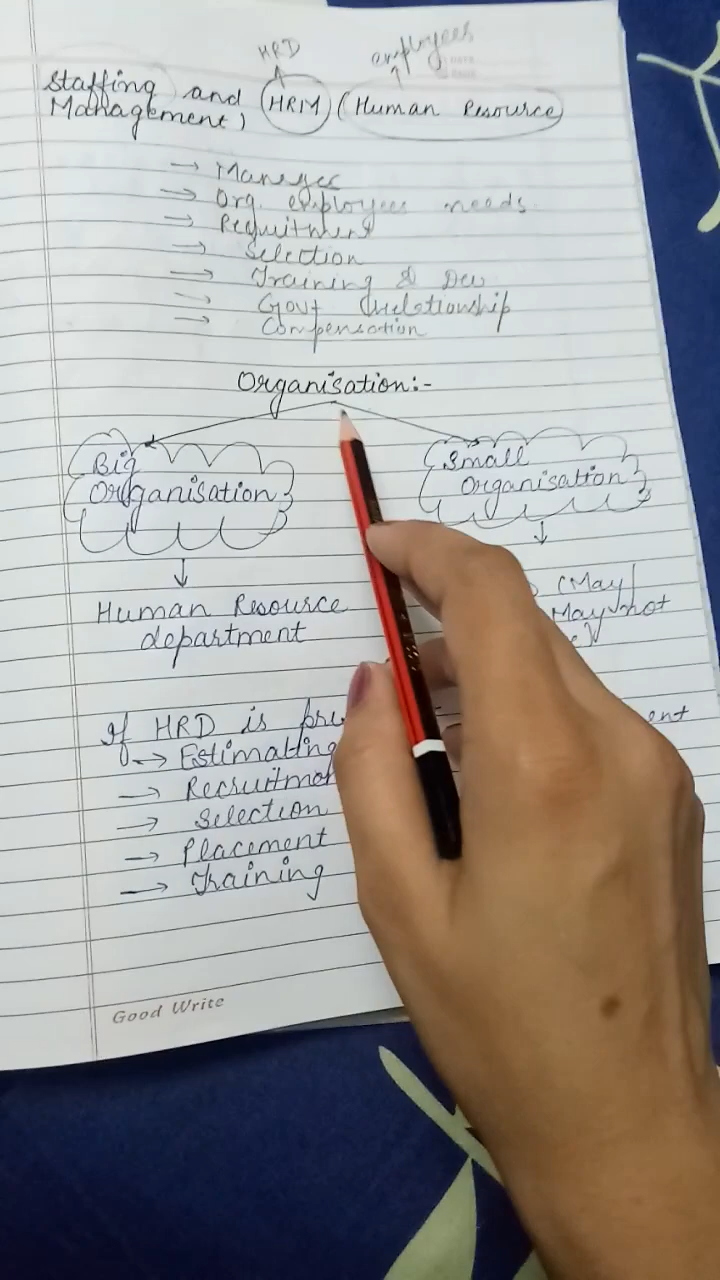 HRD employees
Staffing and HRM (Human Resource
Management)
→ Manager
→ Org. employees needs
→ Requitment
→ Selection
→ Training & Dev
→ Govt relationship
→ Compensation
Organisation:-
Big Small
Organisation Organisation
Human Resource (May/
department May not
If HRD is ent
→ Estimating
→ Recruitmen
→ Selection
→ Placement
→ Training
Good Write